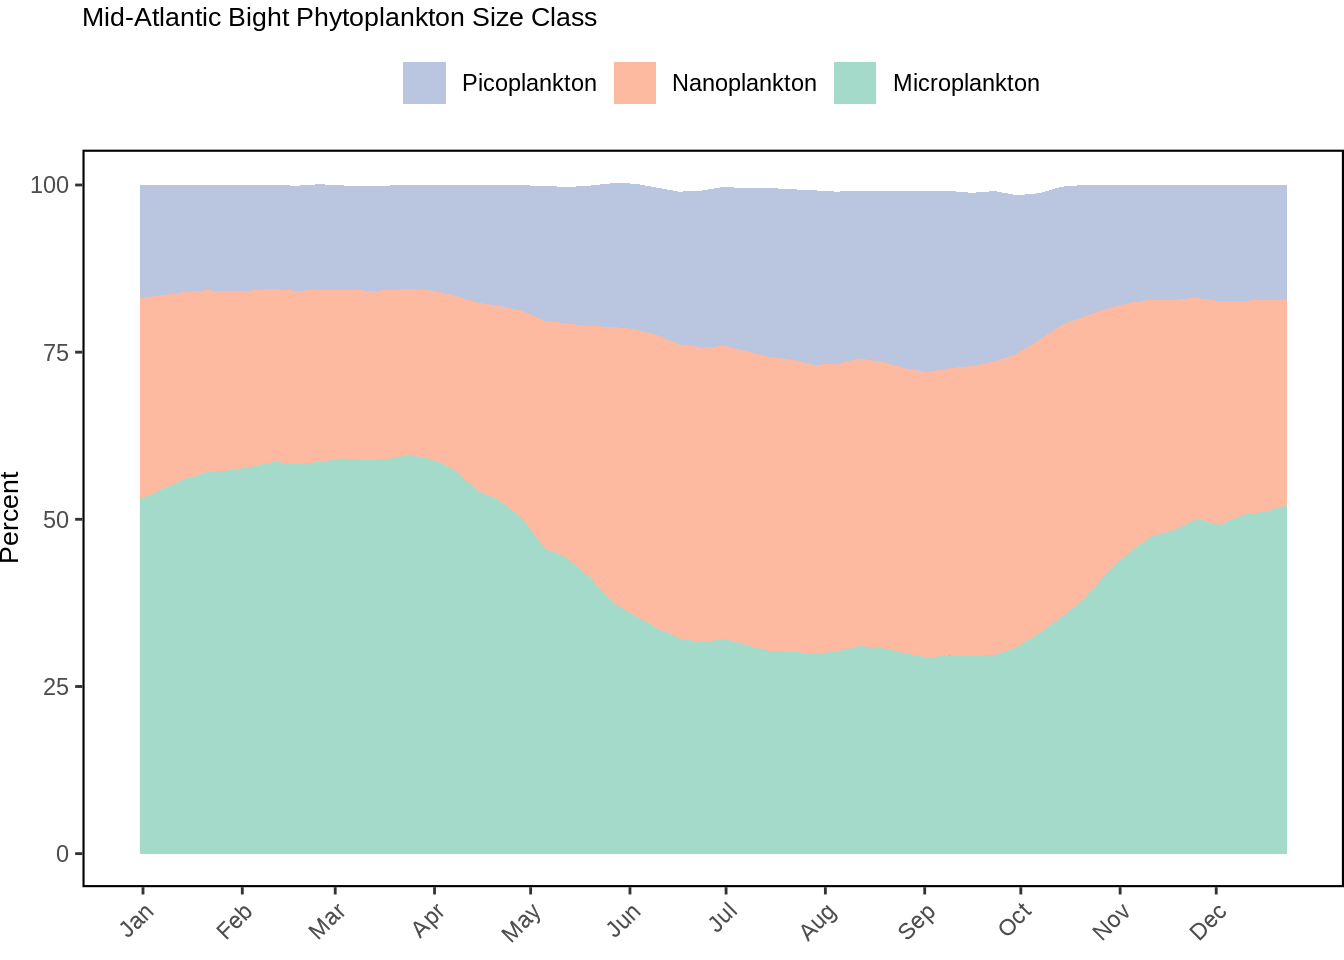 Mid-Atlantic Bight Phytoplankton Size Class
Picoplankton Nanoplankton Microplankton
100
75
50
25
0
Percent
Jan Feb Mar Apr May Jun Jul Aug Sep Oct Nov Dec